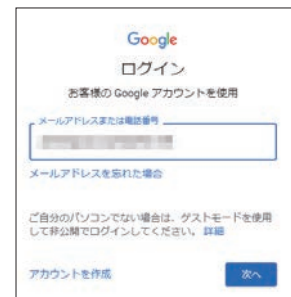 Google
ログイン
お客様の Google アカウントを使用
メールアドレスまたは電話番号
メールアドレスを忘れた場合
ご自分のパソコンでない場合は、ゲストモードを使用
して非公開でログインしてください。 詳細
アカウントを作成
次へ